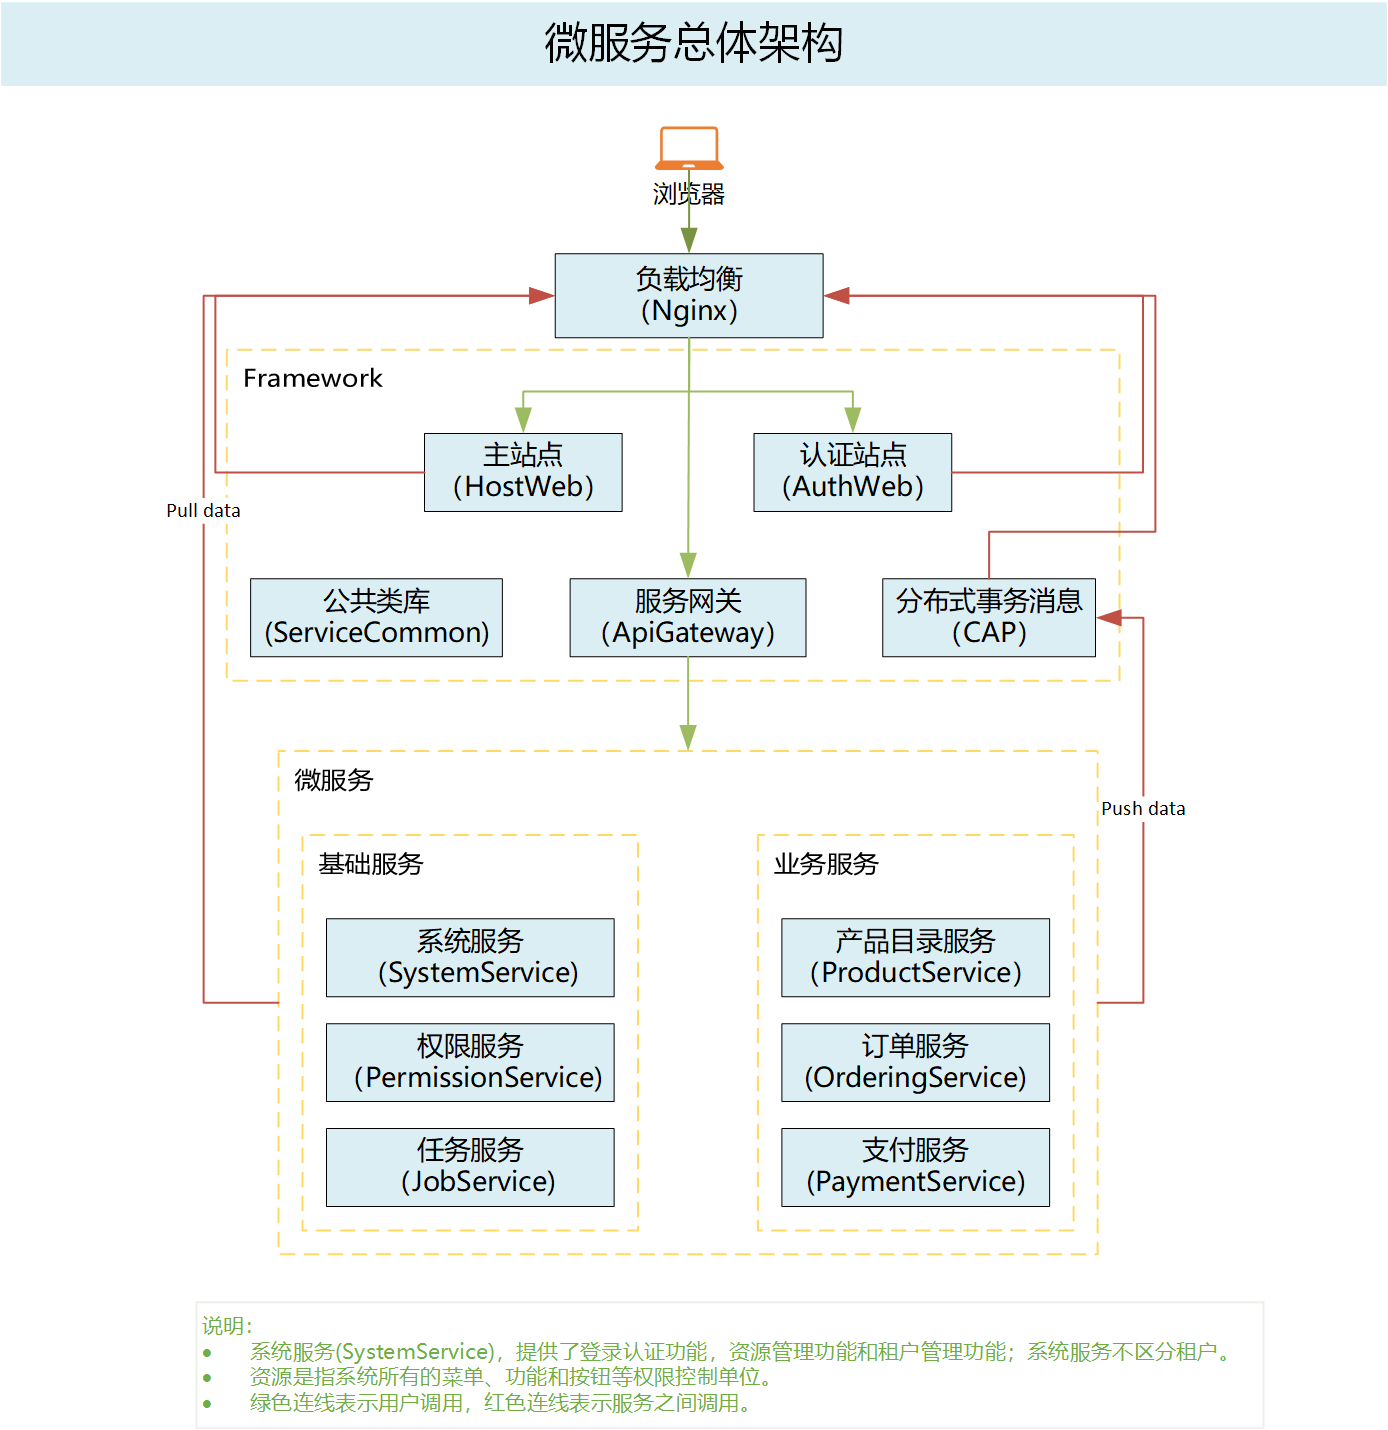 微服务总体架构
浏览器
负载均衡
（Nginx）
Framework
主站点
（HostWeb）
认证站点
（AuthWeb）
Pull data
公共类库
(ServiceCommon)
服务网关
（ApiGateway）
分布式事务消息
（CAP）
微服务
Push data
基础服务
业务服务
系统服务
（SystemService)
产品目录服务
（ProductService）
权限服务
（PermissionService)
订单服务
(OrderingService)
任务服务
（JobService)
支付服务
(PaymentService)
说明：
• 系统服务(SystemService)，提供了登录认证功能，资源管理功能和租户管理功能；系统服务不区分租户。
• 资源是指系统所有的菜单、功能和按钮等权限控制单位。
• 绿色连线表示用户调用，红色连线表示服务之间调用。